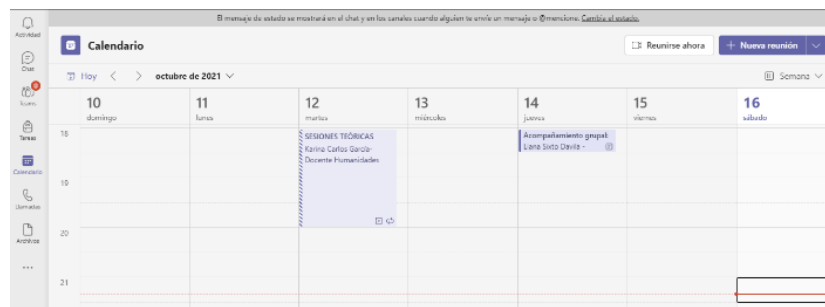 El mensaje de estado se mostrará en el chat y en los canales cuando alguien te envíe un mensaje o @mencione. Cambia el estado.
Actividad
Calendario
Reunirse ahora
+ Nueva reunión
Chat
Hoy < > octubre de 2021
Semana
Teams
10 11 12 13 14 15 16
domingo lunes martes miércoles jueves viernes sábado
Tareas
18
SESIONES TEÓRICAS
Karina Carlos García-
Docente Humanidades
Acompañamiento grupal:
Liana Sixto Davila -
Calendario
19
Llamadas
20
Archivos
...
21